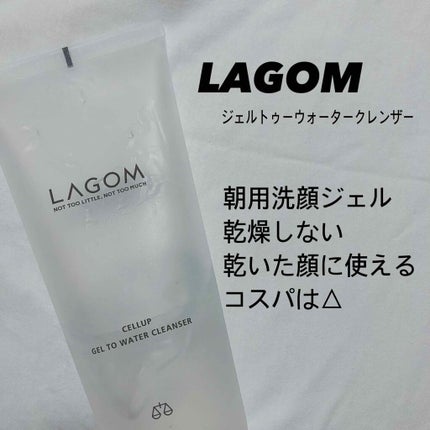 LAGOM
ジェルトゥーウォータークレンザー
朝用洗顔ジェル
乾燥しない
乾いた顔に使える
コスパは△
LAGOM
NOT TOO LITTLE, NOT TOO MUCH
CELLUP
GEL TO WATER CLEANSER